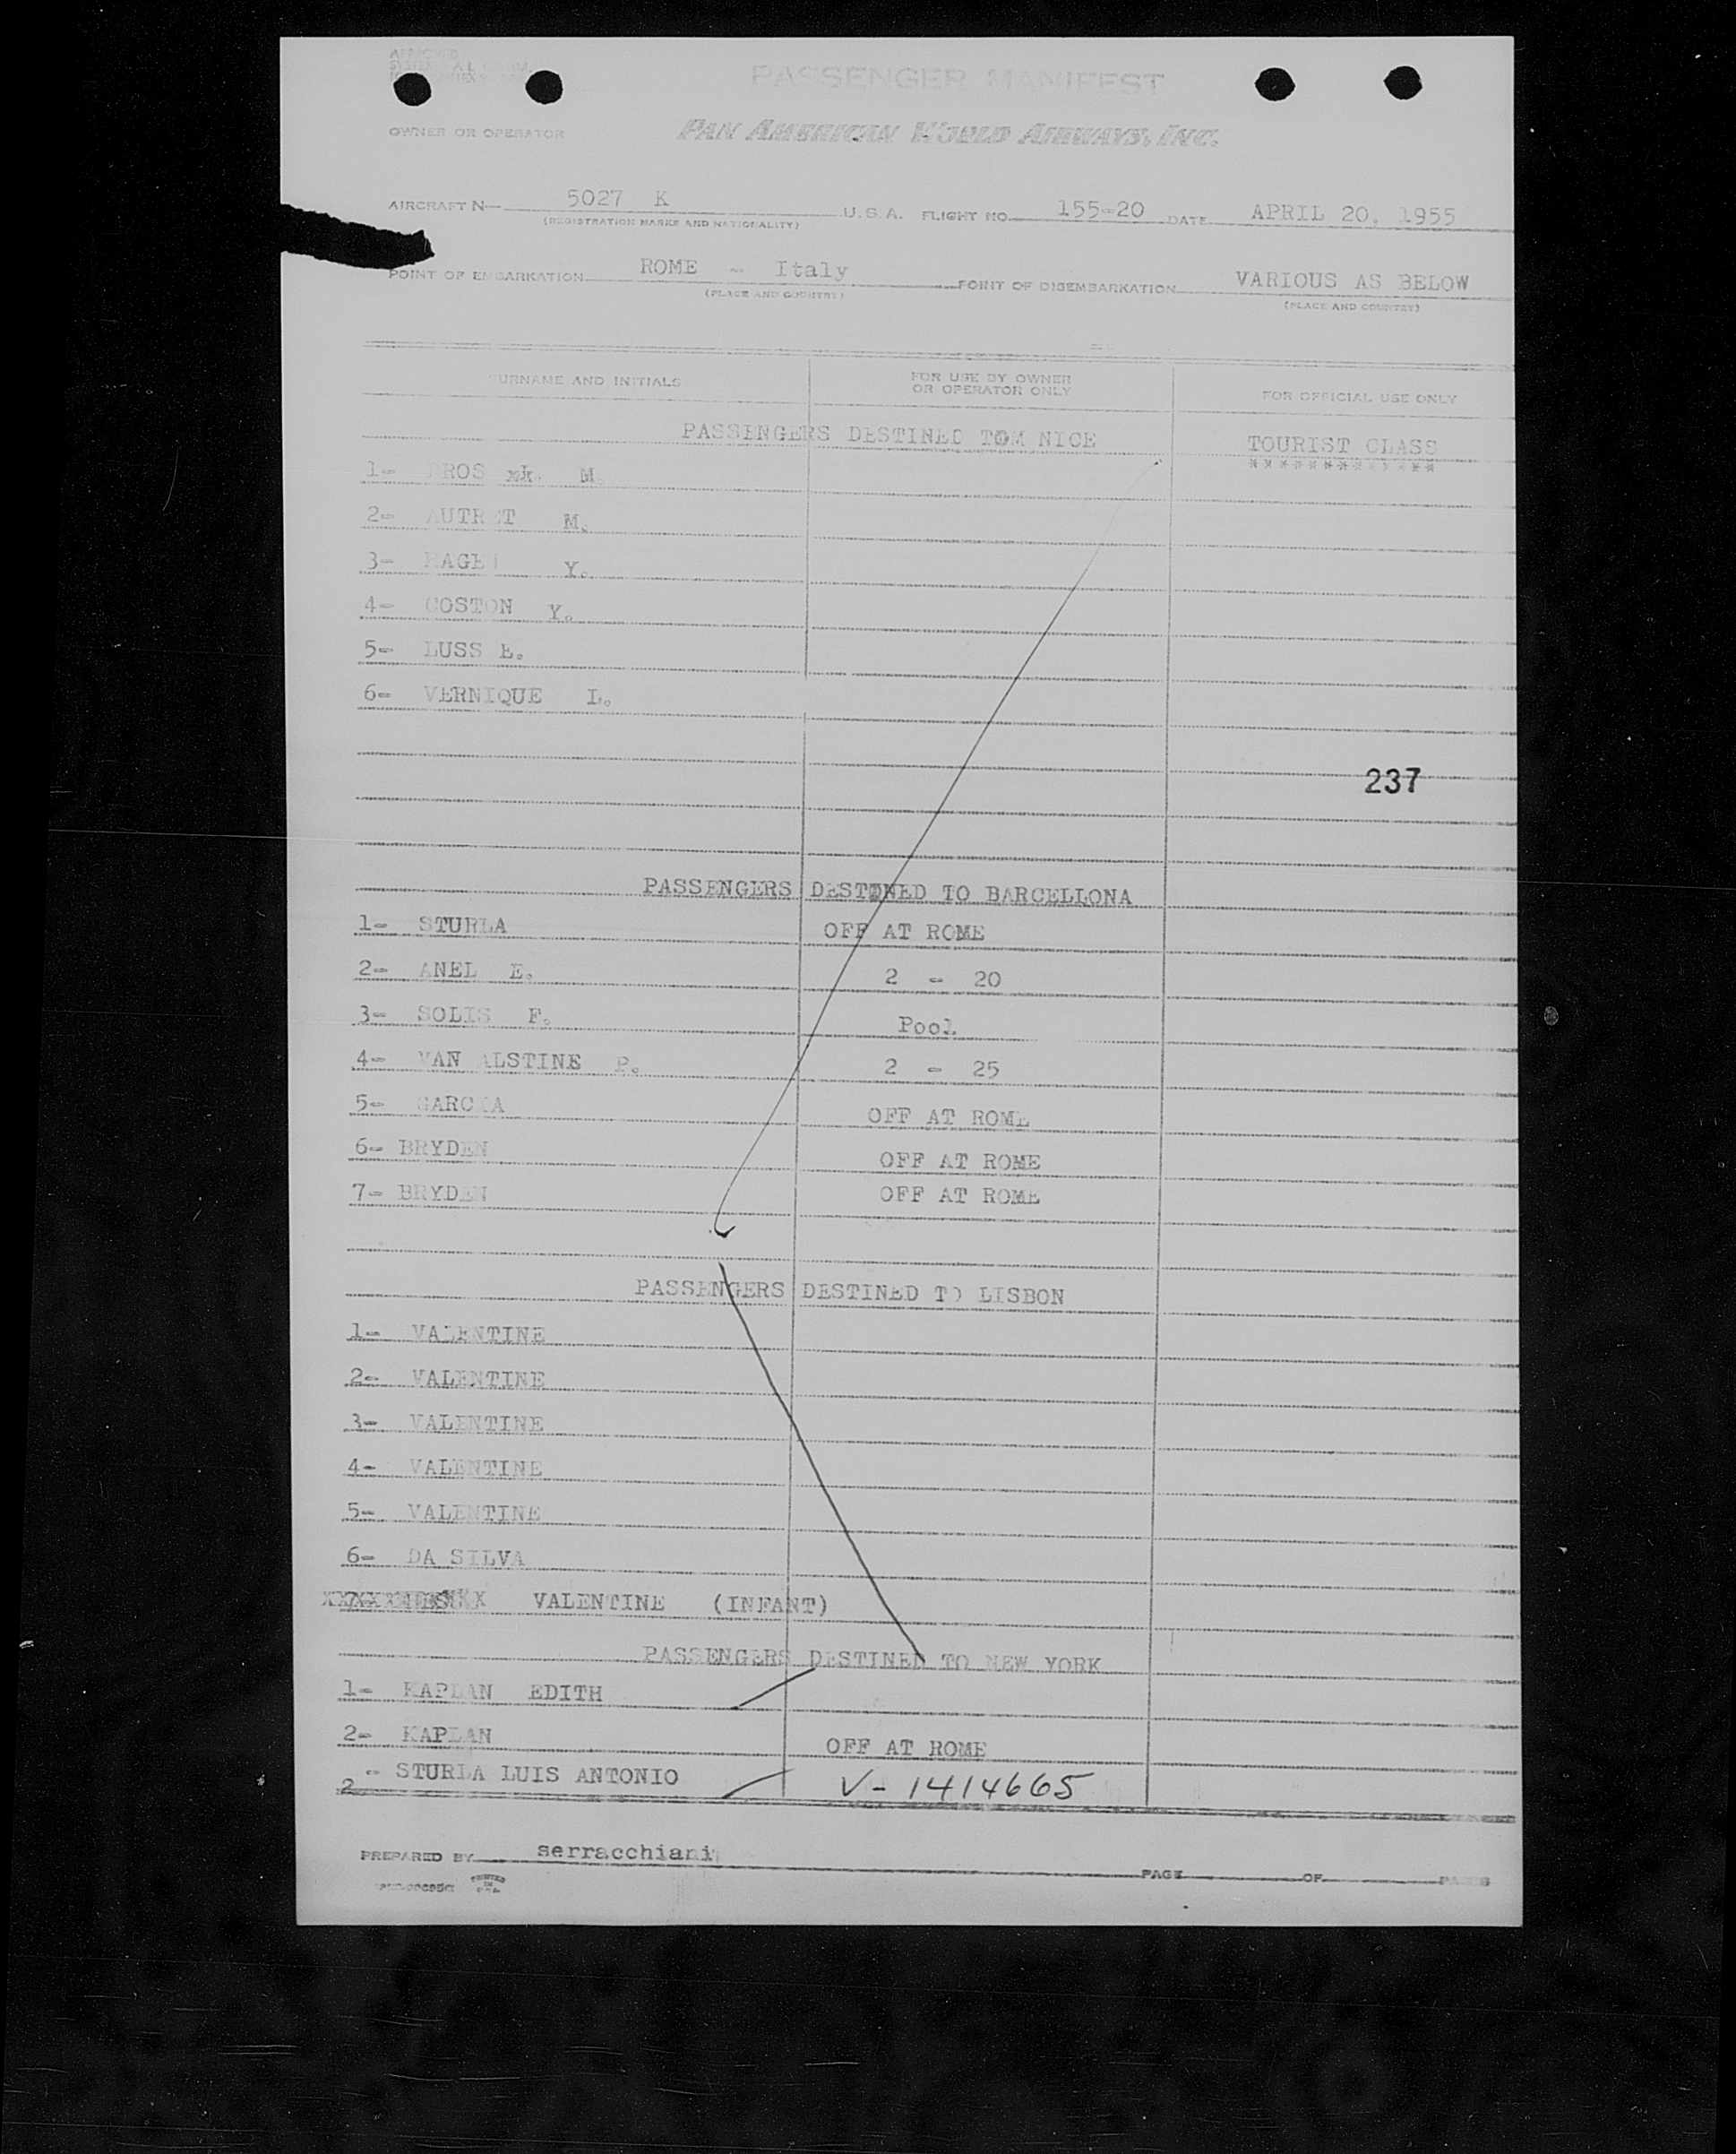 PASSENGER MANIFEST
OWNER OR OPERATOR PAN AMERICAN WORLD AIRWAYS, INC.
AIRCRAFT N 5027 K U.S.A. FLIGHT NO. 155-20 DATE APRIL 20, 1955
(REGISTRATION MARKS AND NATIONALITY)
POINT OF EMBARKATION ROME - Italy POINT OF DISEMBARKATION VARIOUS AS BELOW
(PLACE AND COUNTRY) (PLACE AND COUNTRY)
SURNAME AND INITIALS FOR USE BY OWNER OR OPERATOR ONLY FOR OFFICIAL USE ONLY
PASSENGERS DESTINED TOM NICE TOURIST CLASS
1- M.
2- M.
3- Y.
4- COSTON Y.
5- LUSS E.
6- VERNIQUE L.
237
PASSENGERS DESTINED TO BARCELLONA
1- STURLA OFF AT ROME
2- ANEL E. 2 - 20
3- SOLIS F. Pool
4- VAN ALSTINE P. 2 - 25
5- GARCIA OFF AT ROME
6- BRYDEN OFF AT ROME
7- BRYDEN OFF AT ROME
PASSENGERS DESTINED TO LISBON
1- VALENTINE
2- VALENTINE
3- VALENTINE
4- VALENTINE
5- VALENTINE
6- DA SILVA
VALENTINE (INFANT)
PASSENGERS DESTINED TO NEW YORK
1- KAPLAN EDITH
2- KAPLAN OFF AT ROME
2 - STURLA LUIS ANTONIO V-1414665
PREPARED BY serracchiani PAGE OF PAGES